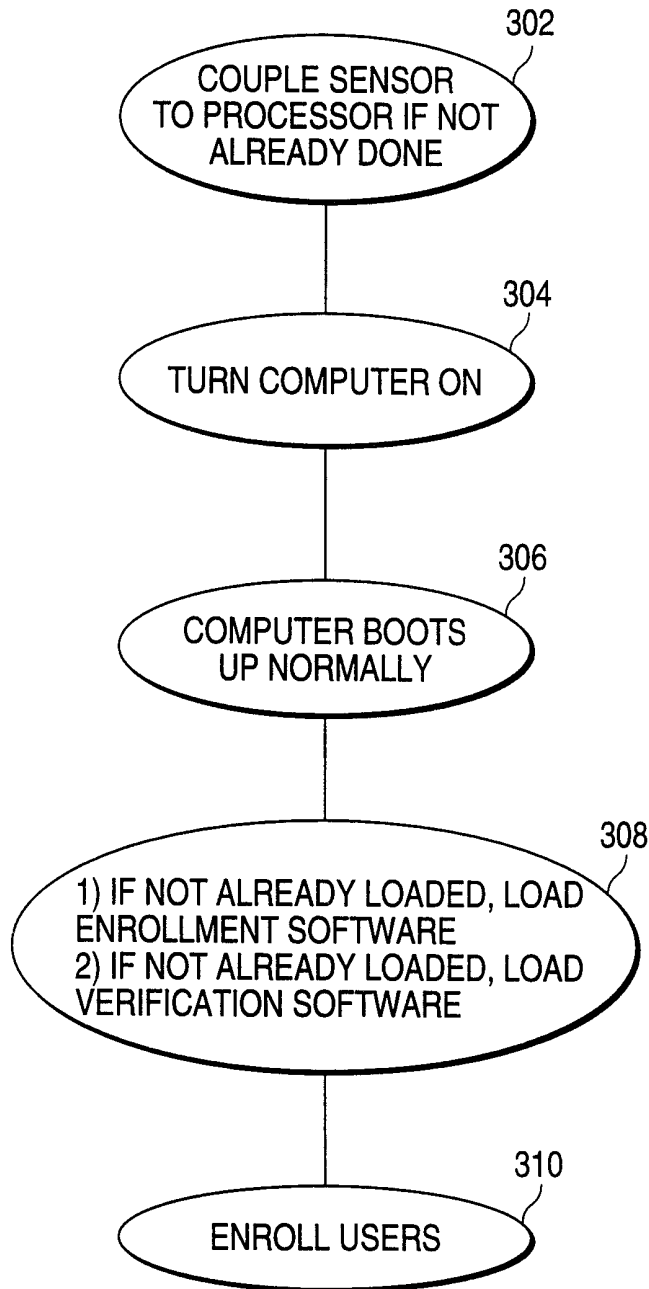 302
COUPLE SENSOR
TO PROCESSOR IF NOT
ALREADY DONE
304
TURN COMPUTER ON
306
COMPUTER BOOTS
UP NORMALLY
308
1) IF NOT ALREADY LOADED, LOAD
ENROLLMENT SOFTWARE
2) IF NOT ALREADY LOADED, LOAD
VERIFICATION SOFTWARE
310
ENROLL USERS